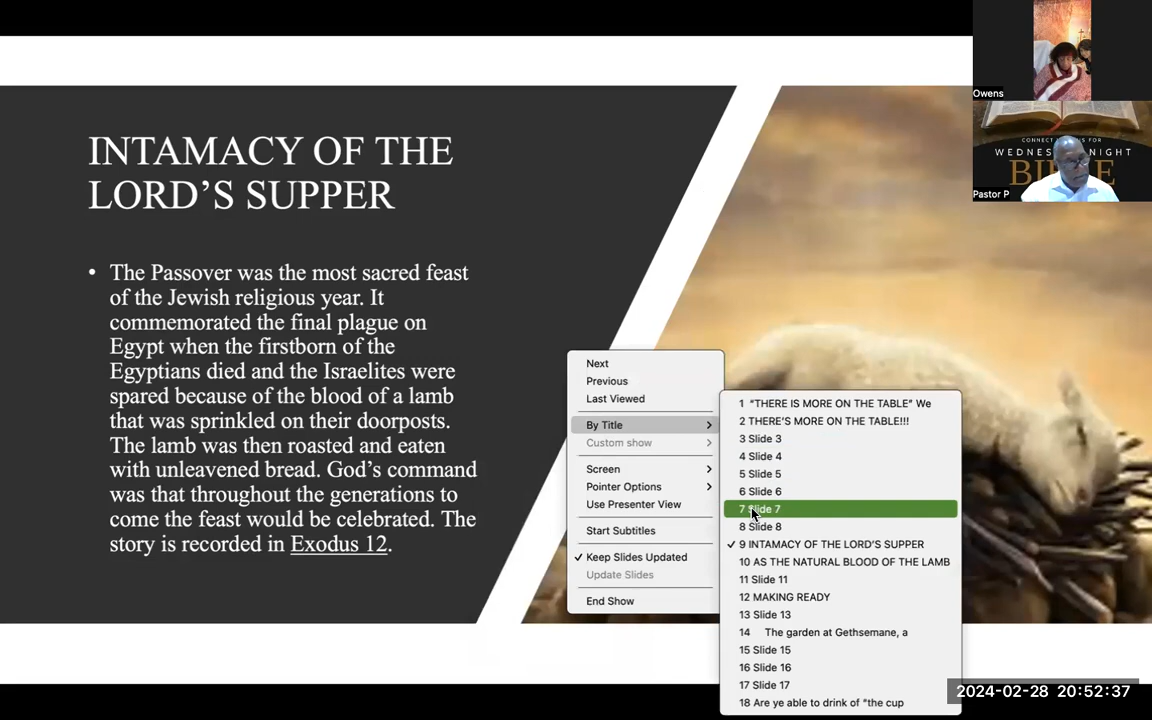 INTAMACY OF THE
LORD’S SUPPER
• The Passover was the most sacred feast
of the Jewish religious year. It
commemorated the final plague on
Egypt when the firstborn of the
Egyptians died and the Israelites were
spared because of the blood of a lamb
that was sprinkled on their doorposts.
The lamb was then roasted and eaten
with unleavened bread. God’s command
was that throughout the generations to
come the feast would be celebrated. The
story is recorded in Exodus 12.
Next
Previous
Last Viewed
By Title
Custom show
Screen
Pointer Options
Use Presenter View
Start Subtitles
✓ Keep Slides Updated
Update Slides
End Show
1 “THERE IS MORE ON THE TABLE” We
2 THERE’S MORE ON THE TABLE!!!
3 Slide 3
4 Slide 4
5 Slide 5
6 Slide 6
7 Slide 7
8 Slide 8
✓ 9 INTAMACY OF THE LORD’S SUPPER
10 AS THE NATURAL BLOOD OF THE LAMB
11 Slide 11
12 MAKING READY
13 Slide 13
14 The garden at Gethsemane, a
15 Slide 15
16 Slide 16
17 Slide 17
18 Are ye able to drink of “the cup
Owens
CONNECT FOR
NIGHT
Pastor P
2024-02-28 20:52:37